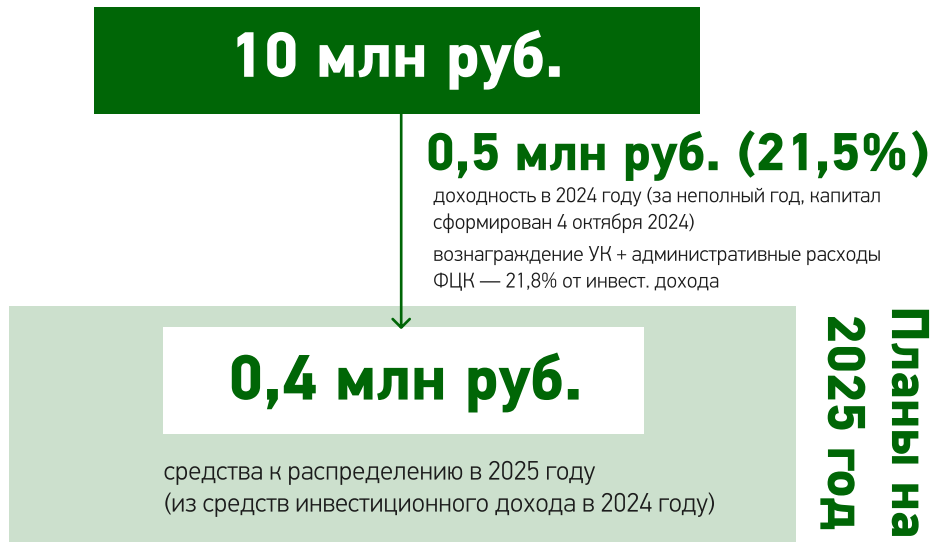 10 млн руб.
0,5 млн руб. (21,5%)
доходность в 2024 году (за неполный год, капитал
сформирован 4 октября 2024)
вознаграждение УК + административные расходы
ФЦК — 21,8% от инвест. дохода
0,4 млн руб.
средства к распределению в 2025 году
(из средств инвестиционного дохода в 2024 году)
Планы на
2025 год